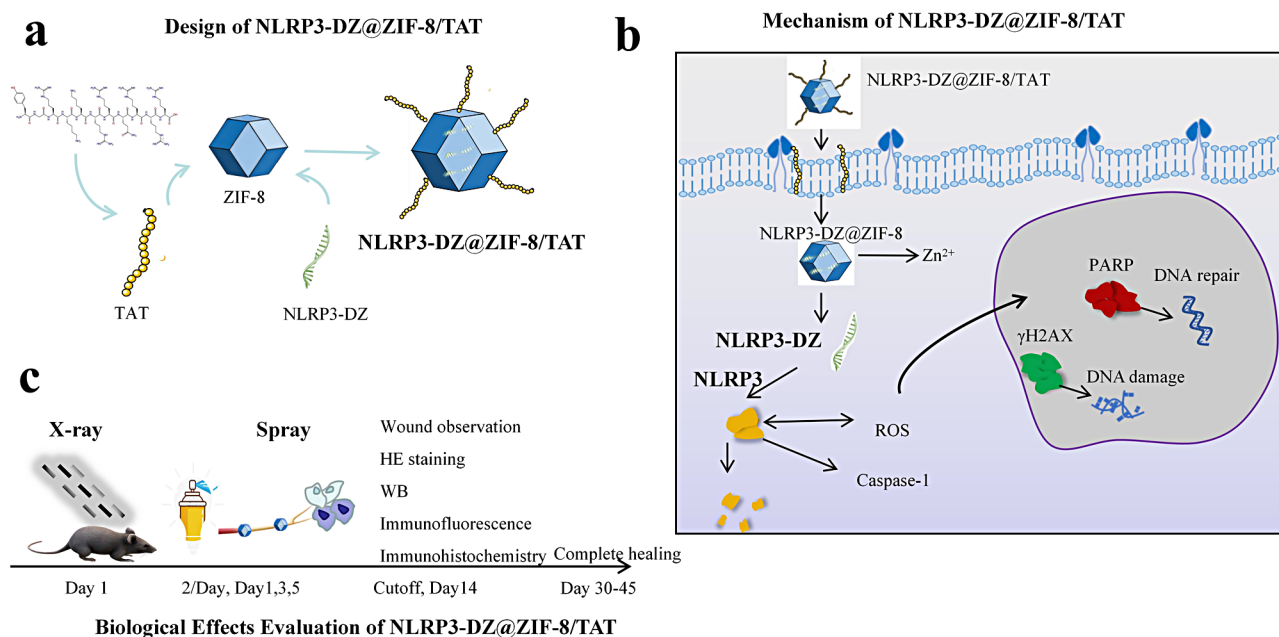 a
Design of NLRP3-DZ@ZIF-8/TAT
ZIF-8
NLRP3-DZ@ZIF-8/TAT
TAT
NLRP3-DZ
Mechanism of NLRP3-DZ@ZIF-8/TAT
b
NLRP3-DZ@ZIF-8/TAT
NLRP3-DZ@ZIF-8
Zn²⁺
PARP
DNA repair
NLRP3-DZ
γH2AX
NLRP3
DNA damage
ROS
Caspase-1
c
X-ray
Spray
Wound observation
HE staining
WB
Immunofluorescence
Immunohistochemistry
Complete healing
Day 1
2/Day, Day1,3,5
Cutoff, Day14
Day 30-45
Biological Effects Evaluation of NLRP3-DZ@ZIF-8/TAT